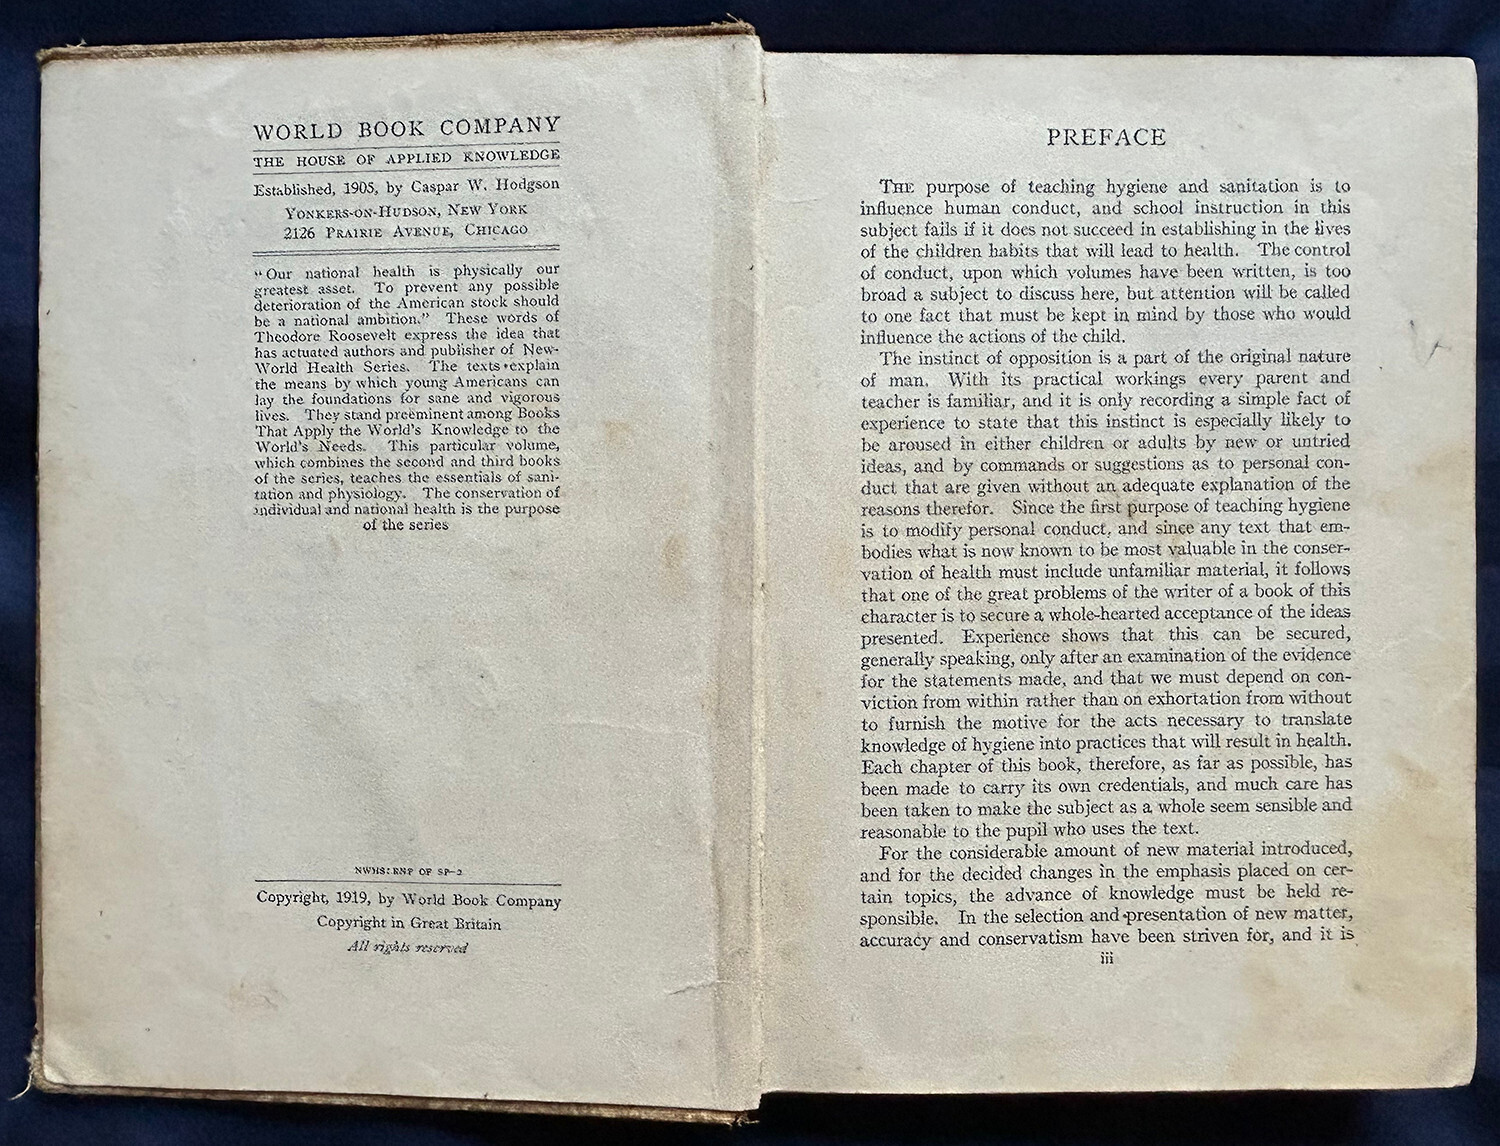 WORLD BOOK COMPANY
THE HOUSE OF APPLIED KNOWLEDGE
Established, 1905, by Caspar W. Hodgson
YONKERS-ON-HUDSON, NEW YORK
2126 PRAIRIE AVENUE, CHICAGO
"Our national health is physically our
greatest asset. To prevent any possible
deterioration of the American stock should
be a national ambition." These words of
Theodore Roosevelt express the idea that
has actuated authors and publisher of New-
World Health Series. The texts explain
the means by which young Americans can
lay the foundations for sane and vigorous
lives. They stand preëminent among Books
That Apply the World's Knowledge to the
World's Needs. This particular volume,
which combines the second and third books
of the series, teaches the essentials of sani-
tation and physiology. The conservation of
individual and national health is the purpose
of the series
NWHS: RNP OF SP-2
Copyright, 1919, by World Book Company
Copyright in Great Britain
All rights reserved
PREFACE
THE purpose of teaching hygiene and sanitation is to
influence human conduct, and school instruction in this
subject fails if it does not succeed in establishing in the lives
of the children habits that will lead to health. The control
of conduct, upon which volumes have been written, is too
broad a subject to discuss here, but attention will be called
to one fact that must be kept in mind by those who would
influence the actions of the child.
The instinct of opposition is a part of the original nature
of man. With its practical workings every parent and
teacher is familiar, and it is only recording a simple fact of
experience to state that this instinct is especially likely to
be aroused in either children or adults by new or untried
ideas, and by commands or suggestions as to personal con-
duct that are given without an adequate explanation of the
reasons therefor. Since the first purpose of teaching hygiene
is to modify personal conduct, and since any text that em-
bodies what is now known to be most valuable in the conser-
vation of health must include unfamiliar material, it follows
that one of the great problems of the writer of a book of this
character is to secure a whole-hearted acceptance of the ideas
presented. Experience shows that this can be secured,
generally speaking, only after an examination of the evidence
for the statements made, and that we must depend on con-
viction from within rather than on exhortation from without
to furnish the motive for the acts necessary to translate
knowledge of hygiene into practices that will result in health.
Each chapter of this book, therefore, as far as possible, has
been made to carry its own credentials, and much care has
been taken to make the subject as a whole seem sensible and
reasonable to the pupil who uses the text.
For the considerable amount of new material introduced,
and for the decided changes in the emphasis placed on cer-
tain topics, the advance of knowledge must be held re-
sponsible. In the selection and presentation of new matter,
accuracy and conservatism have been striven for, and it is
iii